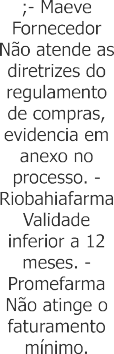 ;- Maeve
Fornecedor
Não atende as
diretrizes do
regulamento
de compras,
evidencia em
anexo no
processo. -
Riobahiafarma
Validade
inferior a 12
meses. -
Promefarma
Não atinge o
faturamento
mínimo.